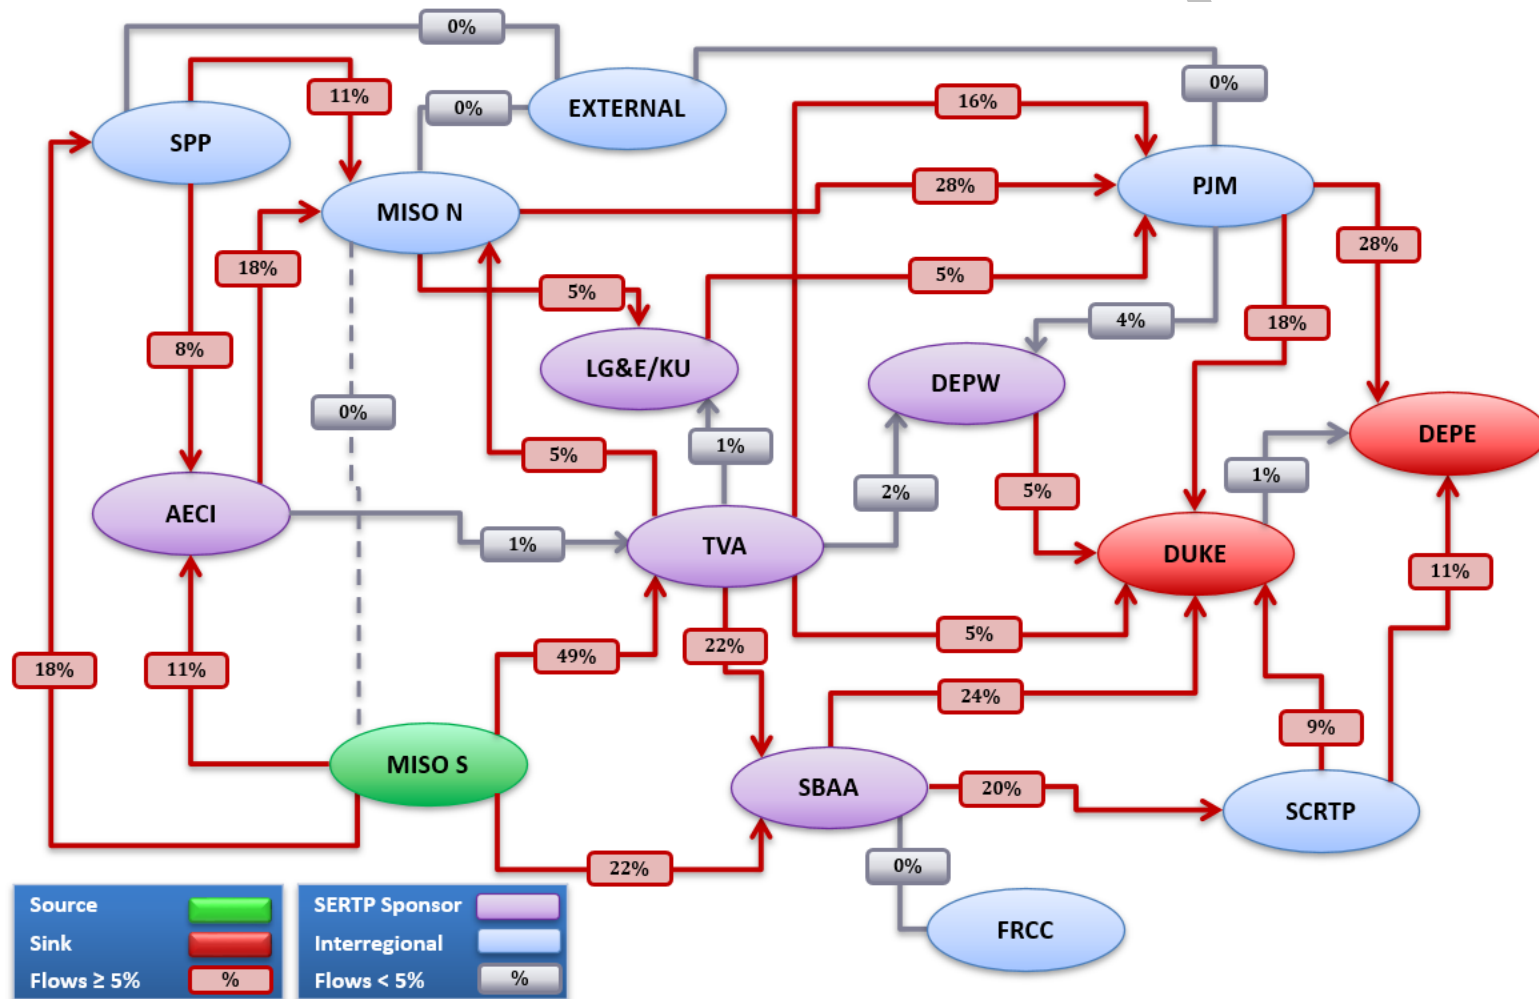 0%
EXTERNAL
0%
11%
0%
16%
SPP
MISO N
28%
PJM
28%
18%
5%
5%
8%
4%
18%
LG&E/KU
DEPW
0%
1%
DEPE
5%
2%
5%
1%
AECI
1%
TVA
DUKE
11%
18%
11%
49%
22%
5%
24%
9%
MISO S
SBAA
20%
SCRTP
22%
0%
FRCC
Source
Sink
Flows ≥ 5% %
SERTP Sponsor
Interregional
Flows < 5% %